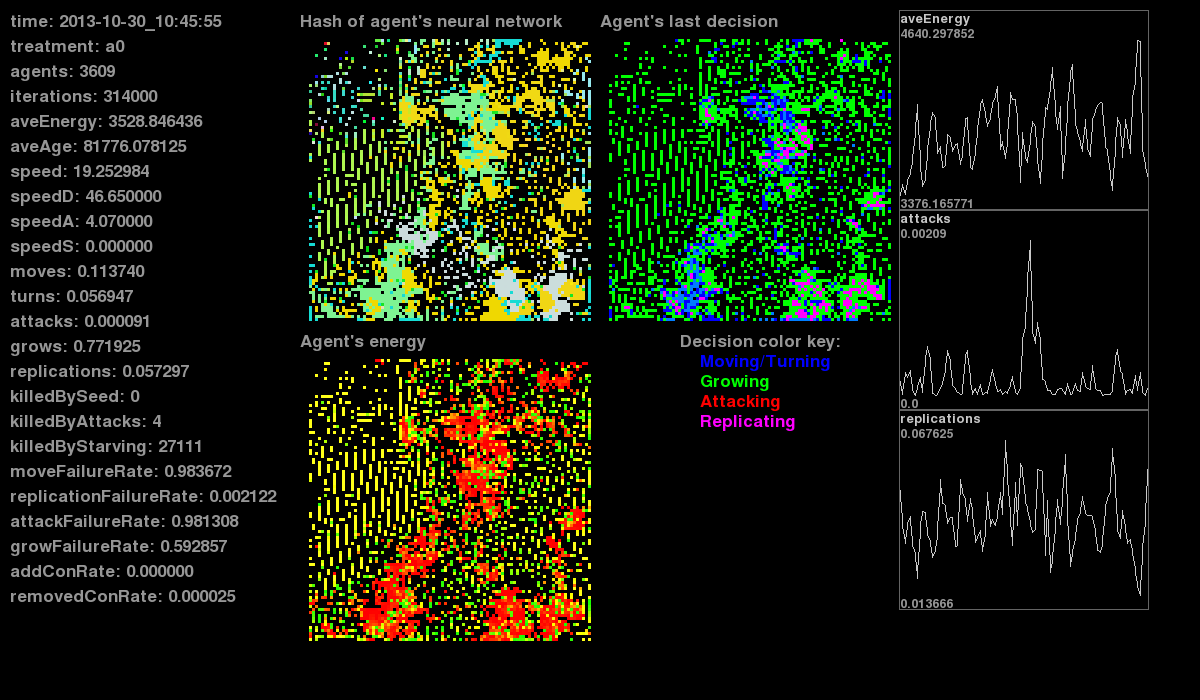 time: 2013-10-30_10:45:55
treatment: a0
agents: 3609
iterations: 314000
aveEnergy: 3528.846436
aveAge: 81776.078125
speed: 19.252984
speedD: 46.650000
speedA: 4.070000
speedS: 0.000000
moves: 0.113740
turns: 0.056947
attacks: 0.000091
grows: 0.771925
replications: 0.057297
killedBySeed: 0
killedByAttacks: 4
killedByStarving: 27111
moveFailureRate: 0.983672
replicationFailureRate: 0.002122
attackFailureRate: 0.981308
growFailureRate: 0.592857
addConRate: 0.000000
removedConRate: 0.000025
Hash of agent's neural network
Agent's last decision
Agent's energy
Decision color key:
Moving/Turning
Growing
Attacking
Replicating
aveEnergy
4640.297852
3376.165771
attacks
0.00209
0.0
replications
0.067625
0.013666